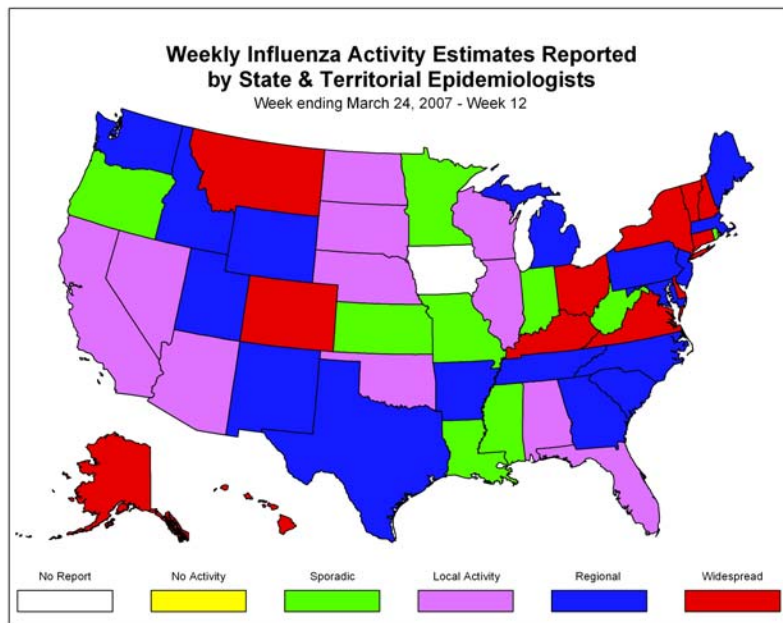 Weekly Influenza Activity Estimates Reported
by State & Territorial Epidemiologists
Week ending March 24, 2007 - Week 12
No Report
No Activity
Sporadic
Local Activity
Regional
Widespread